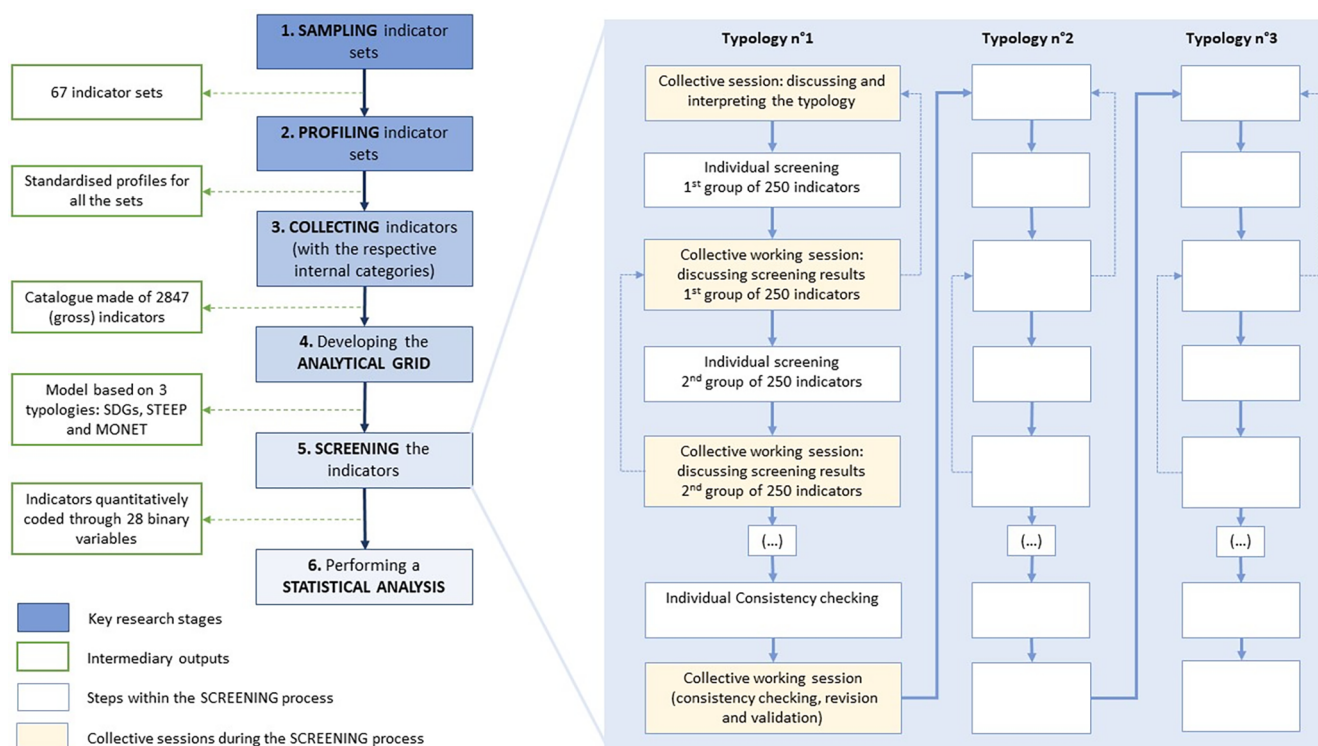 1. SAMPLING indicator
sets
67 indicator sets
2. PROFILING indicator
sets
Standardised profiles for
all the sets
3. COLLECTING indicators
(with the respective
internal categories)
Catalogue made of 2847
(gross) indicators
4. Developing the
ANALYTICAL GRID
Model based on 3
typologies: SDGs, STEEP
and MONET
5. SCREENING the
indicators
Indicators quantitatively
coded through 28 binary
variables
6. Performing a
STATISTICAL ANALYSIS
Key research stages
Intermediary outputs
Steps within the SCREENING process
Collective sessions during the SCREENING process
Typology n°1
Collective session: discussing and
interpreting the typology
Individual screening
1st group of 250 indicators
Collective working session:
discussing screening results
1st group of 250 indicators
Individual screening
2nd group of 250 indicators
Collective working session:
discussing screening results
2nd group of 250 indicators
(...)
Individual Consistency checking
Collective working session
(consistency checking, revision
and validation)
Typology n°2
(...)
Typology n°3
(...)